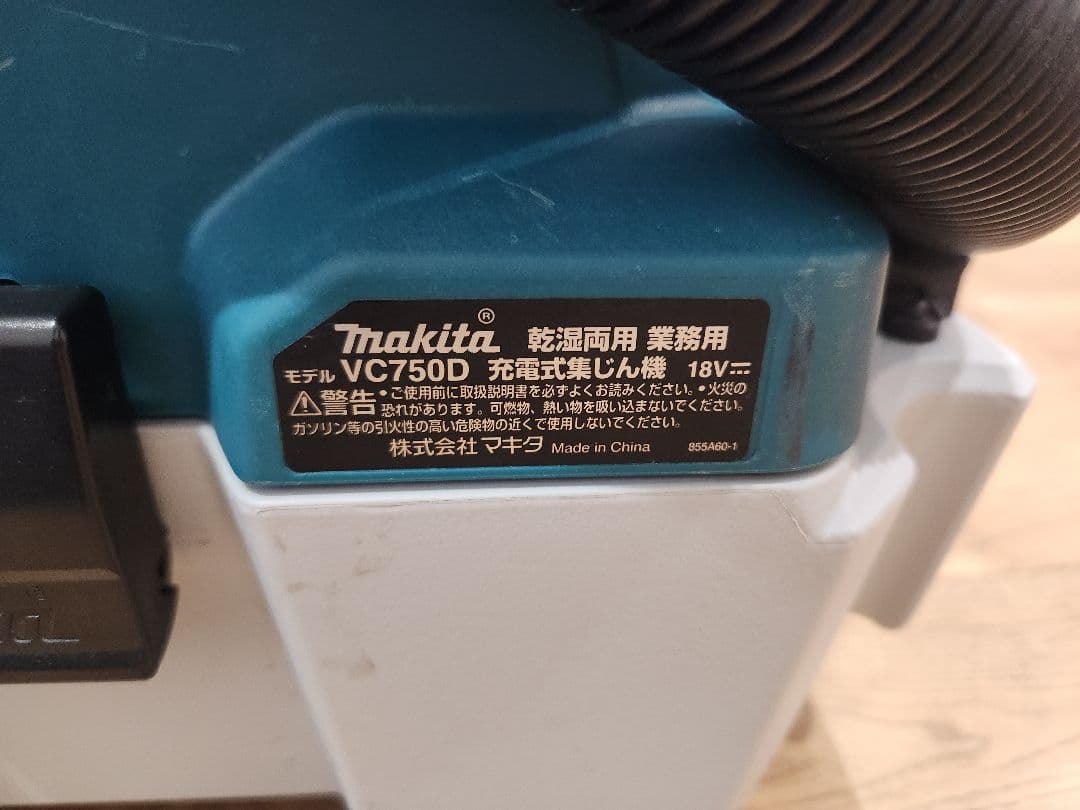 makita® 乾湿両用 業務用
モデル VC750D 充電式集じん機 18V⎓
⚠警告 •ご使用前に取扱説明書を必ずよくお読みください。•火災の
恐れがあります。可燃物、熱い物を吸い込まないでください。
ガソリン等の引火性の高い危険物の近くで使用しないでください。
株式会社 マキタ Made in China 855A60-1